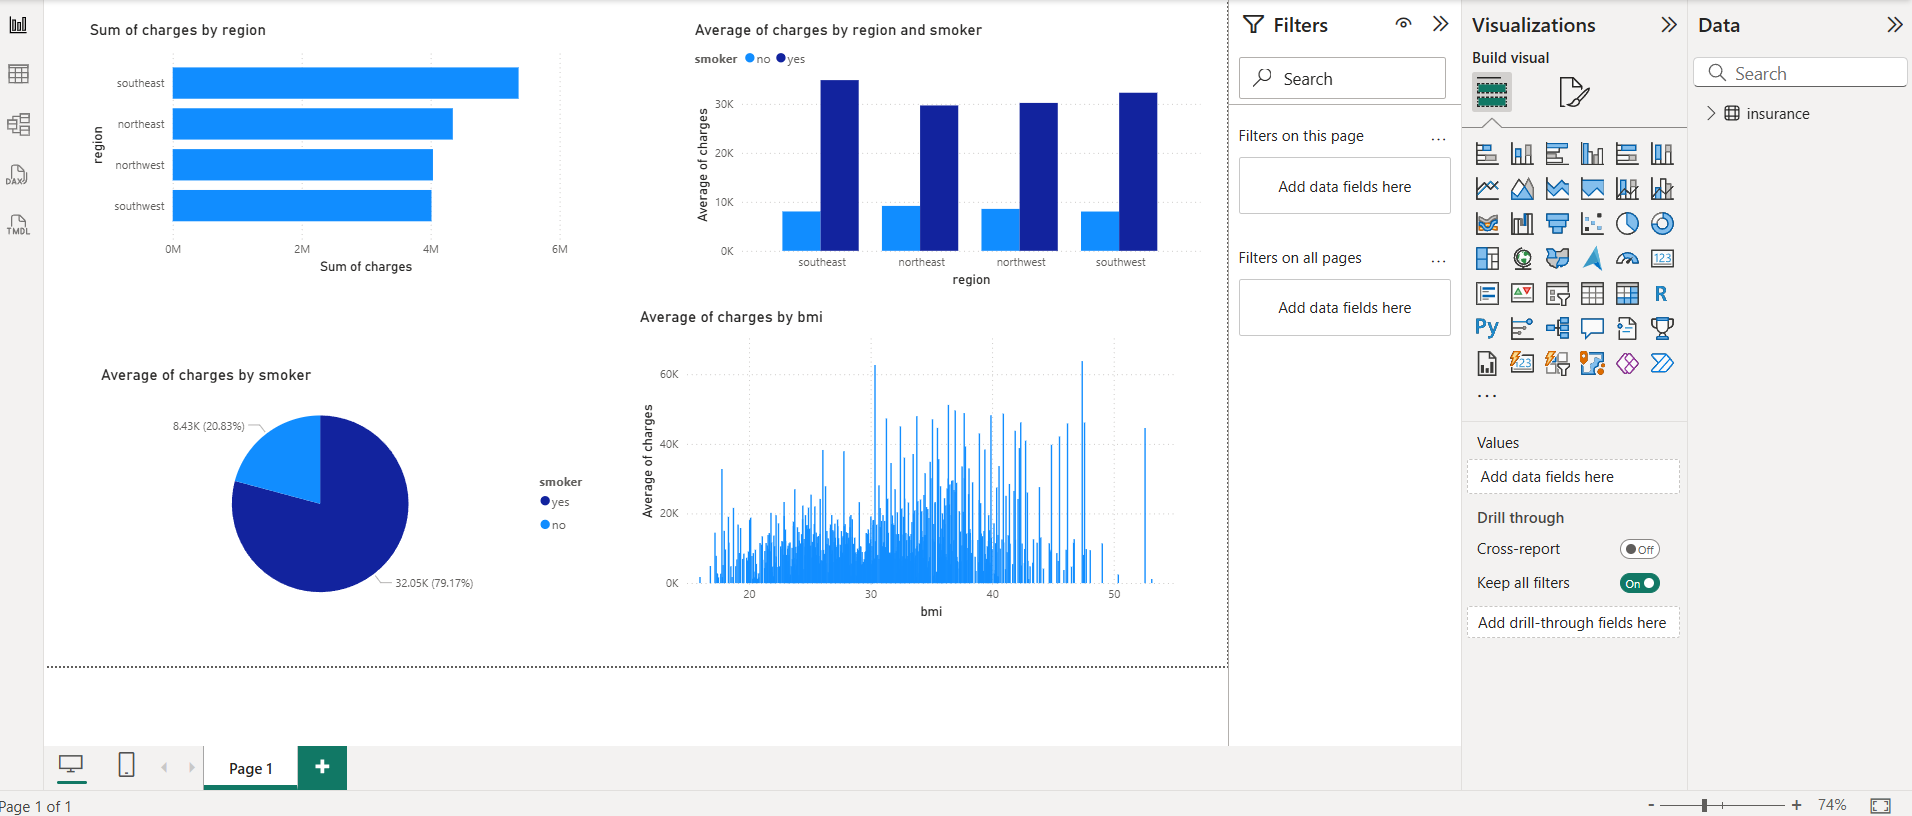 Sum of charges by region
region
southeast
northeast
northwest
southwest
0M 2M 4M 6M
Sum of charges
Average of charges by region and smoker
smoker no yes
Average of charges
30K
20K
10K
0K
southeast northeast northwest southwest
region
Average of charges by smoker
8.43K (20.83%)
32.05K (79.17%)
smoker
yes
no
Average of charges by bmi
Average of charges
60K
40K
20K
0K
20 30 40 50
bmi
Filters
Search
Filters on this page ...
Add data fields here
Filters on all pages ...
Add data fields here
Visualizations
Build visual
123
R
Py
123
...
Values
Add data fields here
Drill through
Cross-report Off
Keep all filters On
Add drill-through fields here
Data
Search
insurance
DAX
TMDL
Page 1 +
Page 1 of 1
- + 74%